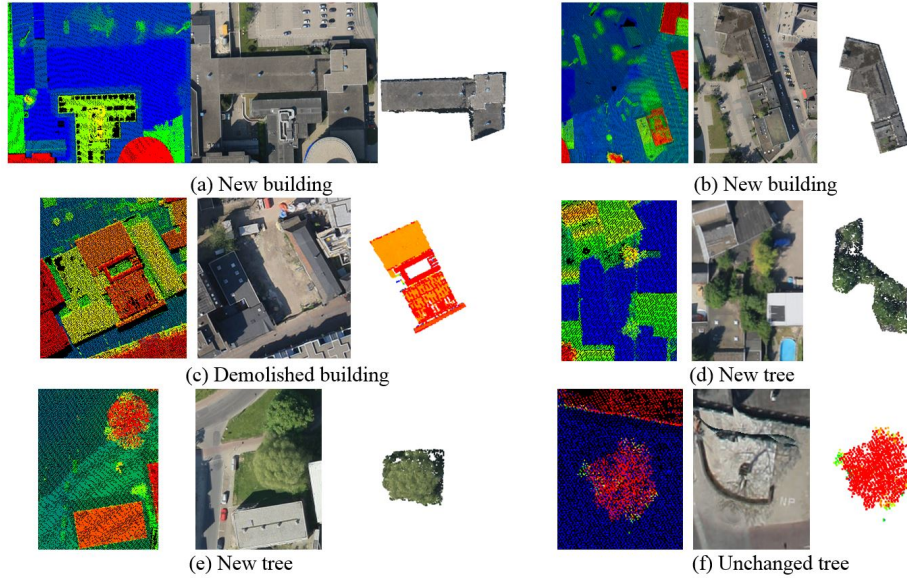 (a) New building
(b) New building
(c) Demolished building
(d) New tree
(e) New tree
(f) Unchanged tree